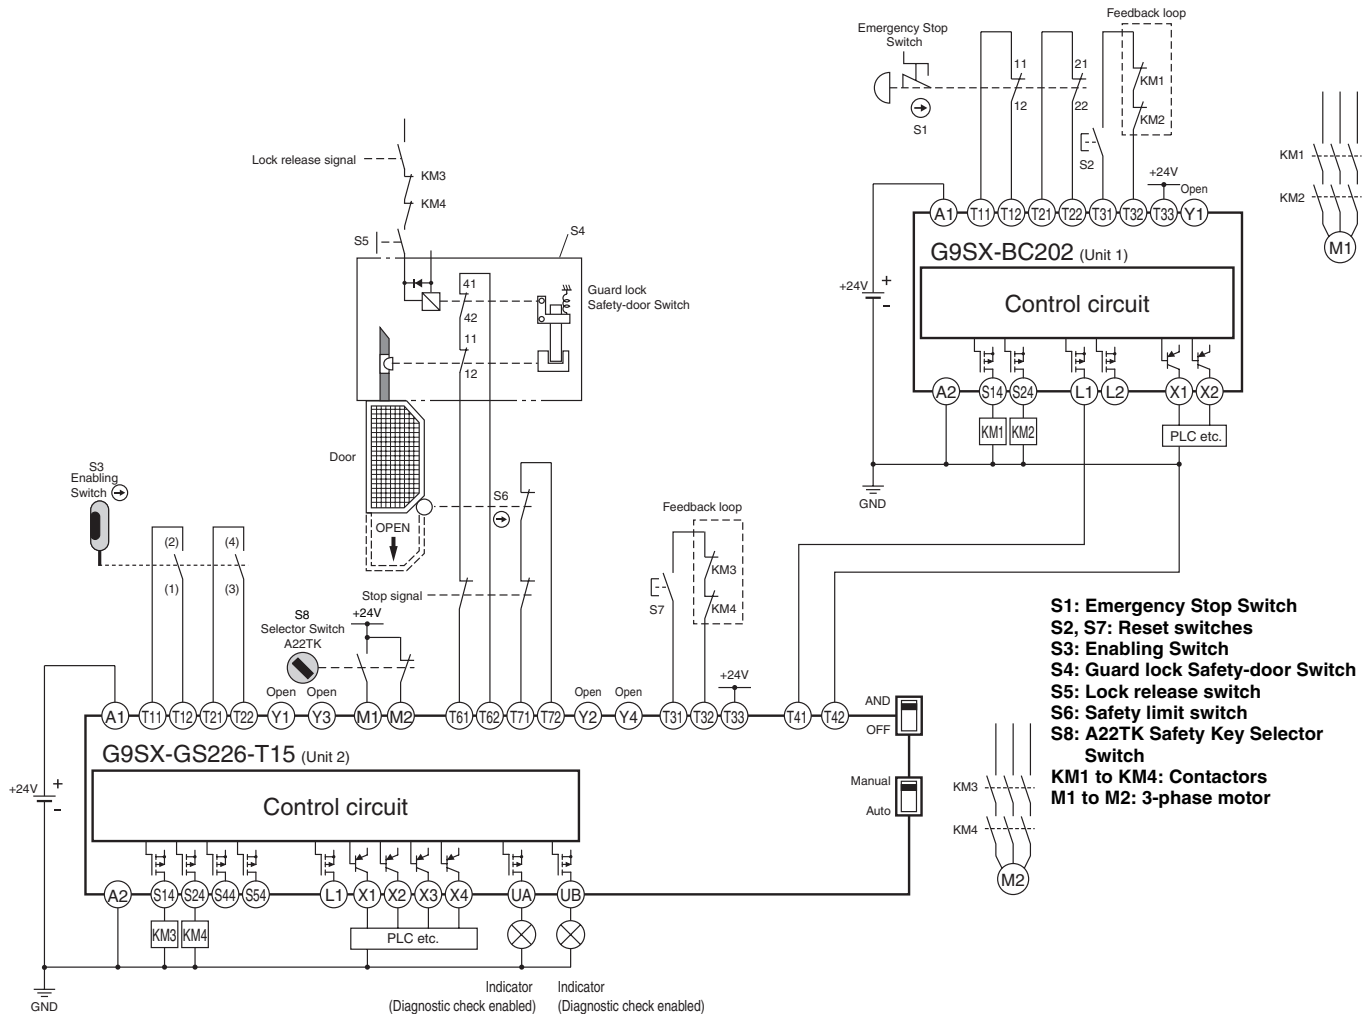 Emergency Stop
Switch
S1
11
12
21
22
S2
Feedback loop
KM1
KM2
+24V
Open
A1
T11
T12
T21
T22
T31
T32
T33
Y1
G9SX-BC202 (Unit 1)
Control circuit
+24V
+
-
A2
S14
S24
L1
L2
X1
X2
KM1
KM2
PLC etc.
GND
KM1
KM2
M1
Lock release signal
KM3
KM4
S5
S4
41
42
11
12
Guard lock
Safety-door Switch
Door
OPEN
S6
Stop signal
S3
Enabling
Switch
(2)
(1)
(4)
(3)
S8
Selector Switch
A22TK
+24V
Feedback loop
KM3
KM4
S7
+24V
Open
Open
Open
Open
A1
T11
T12
T21
T22
Y1
Y3
M1
M2
T61
T62
T71
T72
Y2
Y4
T31
T32
T33
T41
T42
AND
OFF
Manual
Auto
G9SX-GS226-T15 (Unit 2)
Control circuit
+24V
+
-
A2
S14
S24
S44
S54
L1
X1
X2
X3
X4
UA
UB
KM3
KM4
PLC etc.
GND
Indicator
(Diagnostic check enabled)
Indicator
(Diagnostic check enabled)
KM3
KM4
M2
S1: Emergency Stop Switch
S2, S7: Reset switches
S3: Enabling Switch
S4: Guard lock Safety-door Switch
S5: Lock release switch
S6: Safety limit switch
S8: A22TK Safety Key Selector
Switch
KM1 to KM4: Contactors
M1 to M2: 3-phase motor